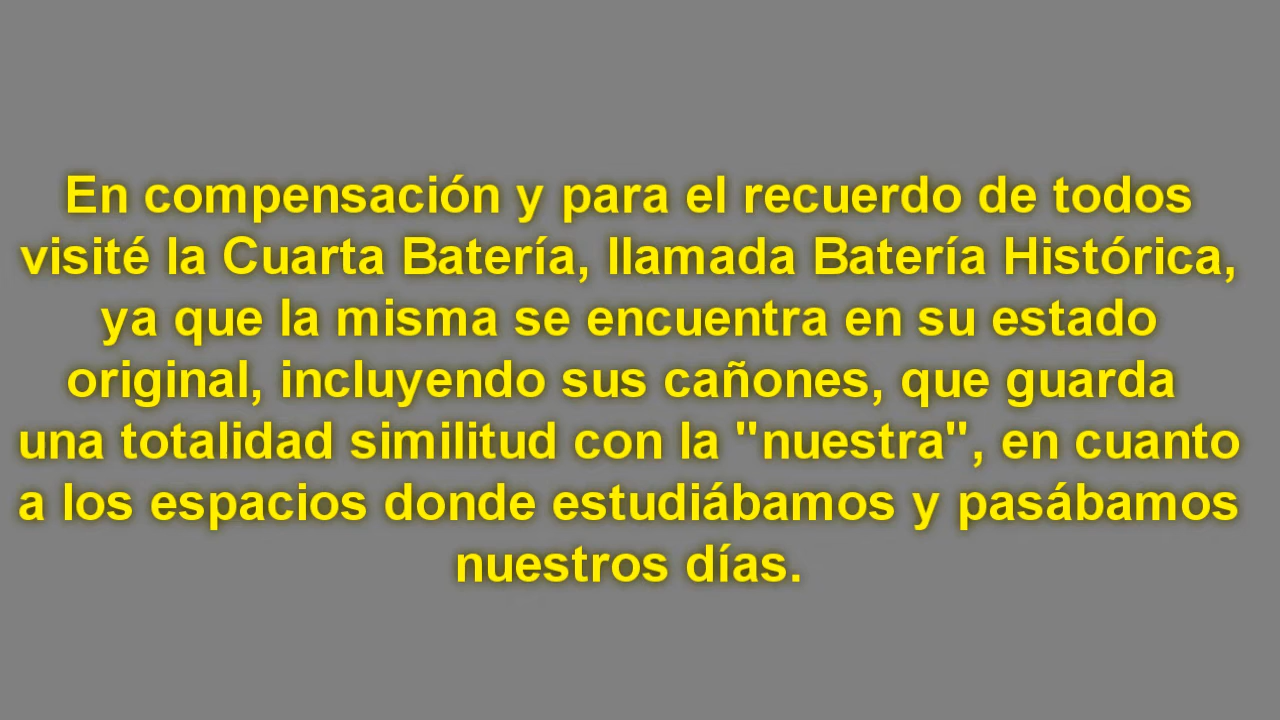 En compensación y para el recuerdo de todos
visité la Cuarta Batería, llamada Batería Histórica,
ya que la misma se encuentra en su estado
original, incluyendo sus cañones, que guarda
una totalidad similitud con la "nuestra", en cuanto
a los espacios donde estudiábamos y pasábamos
nuestros días.